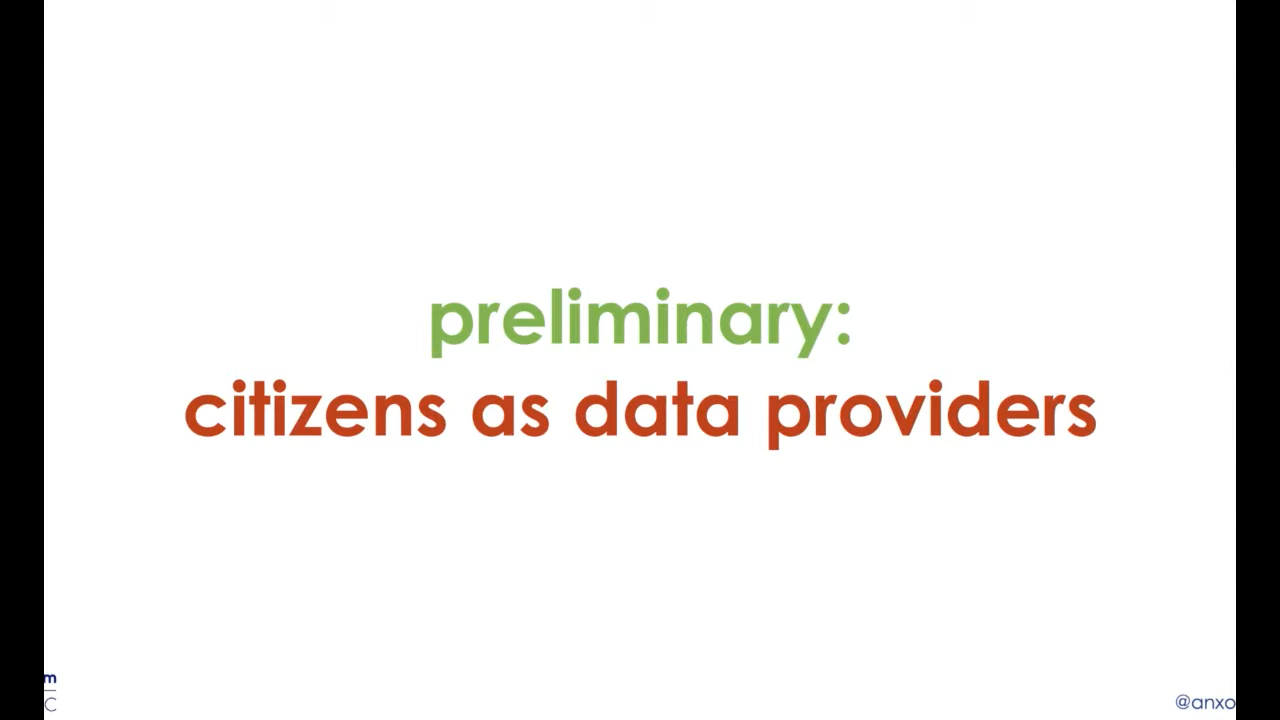 preliminary:
citizens as data providers
m
C
@anxo